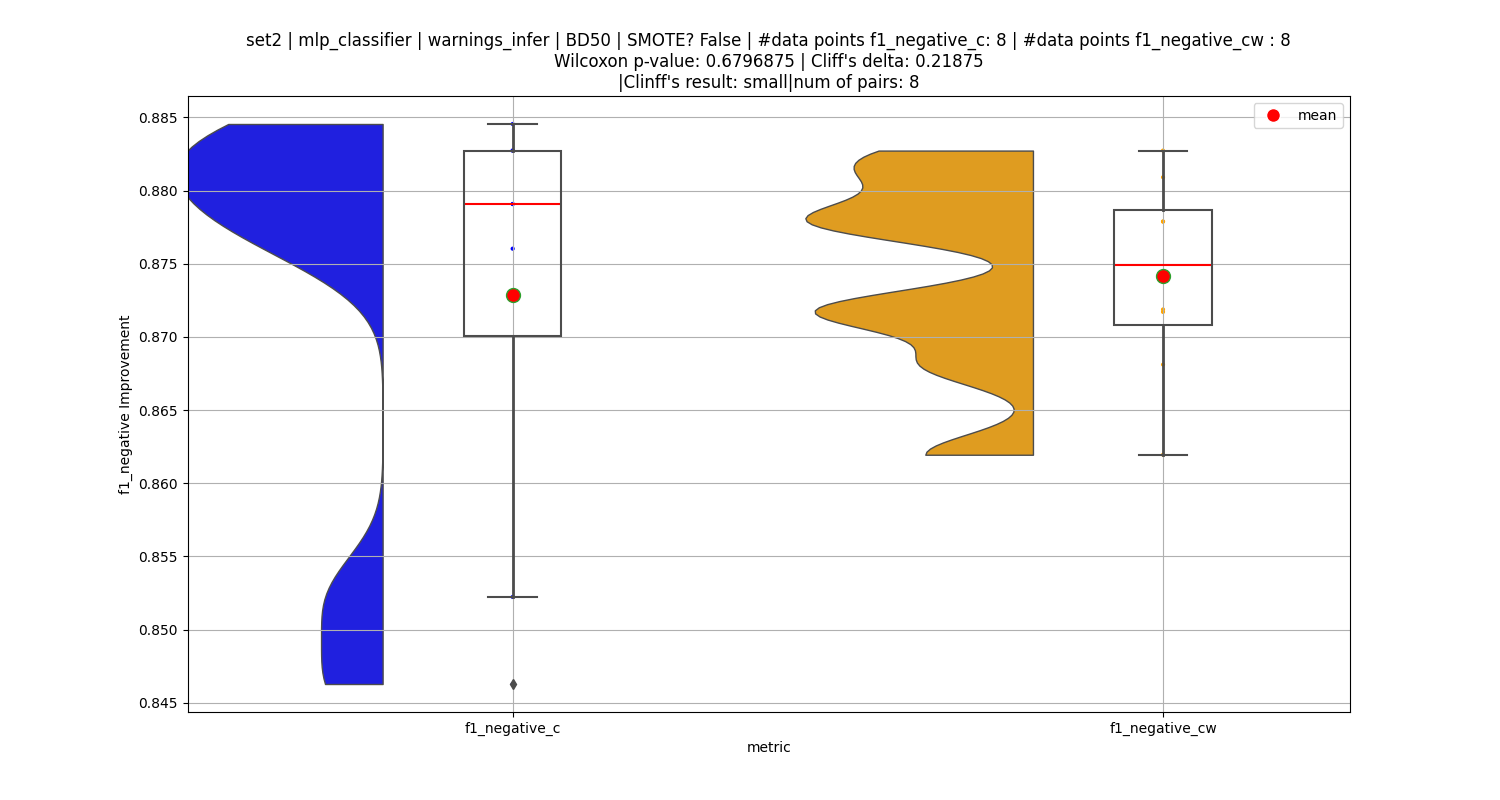 set2 | mlp_classifier | warnings_infer | BD50 | SMOTE? False | #data points f1_negative_c: 8 | #data points f1_negative_cw : 8
Wilcoxon p-value: 0.6796875 | Cliff's delta: 0.21875
|Clinff's result: small|num of pairs: 8
mean
f1_negative Improvement
0.885
0.880
0.875
0.870
0.865
0.860
0.855
0.850
0.845
f1_negative_c
f1_negative_cw
metric